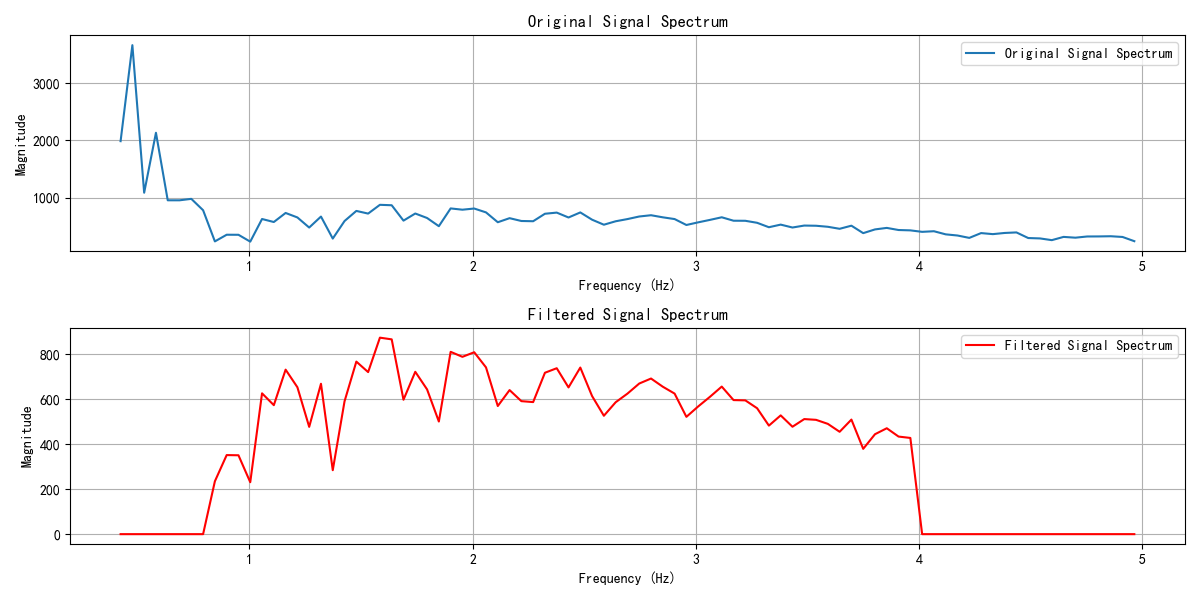 Original Signal Spectrum
Original Signal Spectrum
3000
2000
1000
Magnitude
1 2 3 4 5
Frequency (Hz)
Filtered Signal Spectrum
Filtered Signal Spectrum
800
600
400
200
0
Magnitude
1 2 3 4 5
Frequency (Hz)